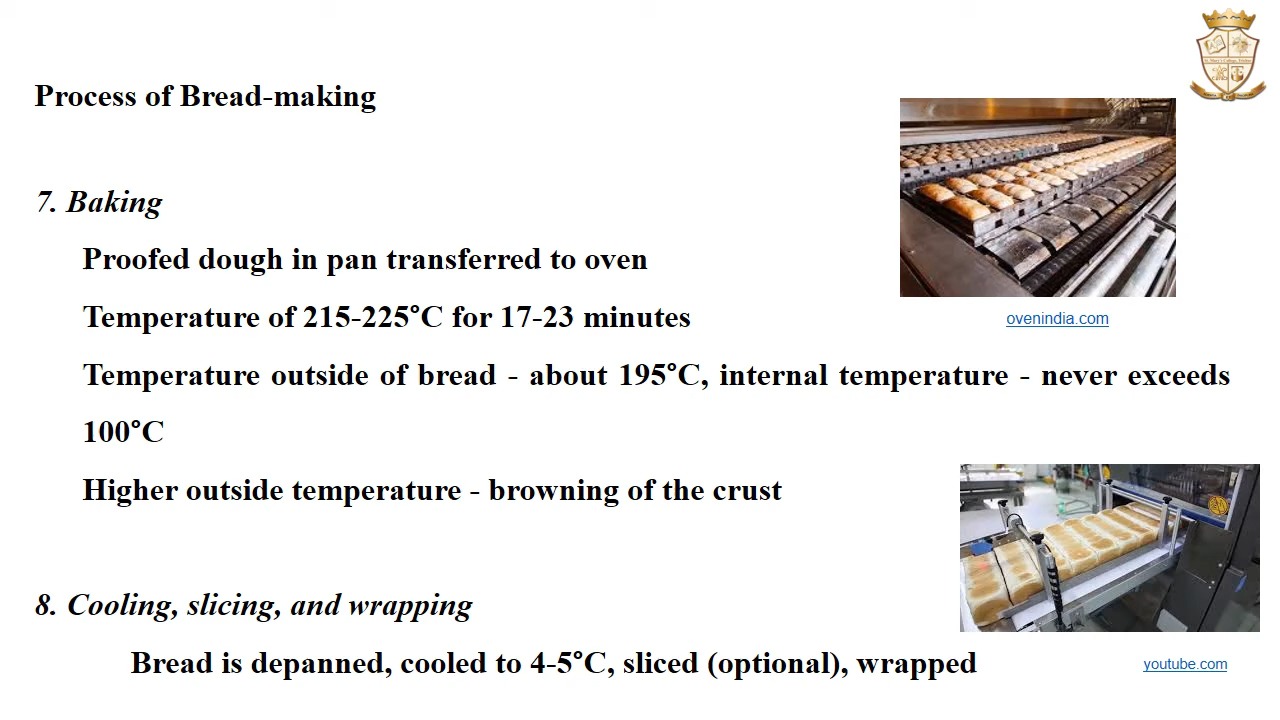 Process of Bread-making
7. Baking
Proofed dough in pan transferred to oven
Temperature of 215-225°C for 17-23 minutes
ovenindia.com
Temperature outside of bread - about 195°C, internal temperature - never exceeds
100°C
Higher outside temperature - browning of the crust
8. Cooling, slicing, and wrapping
Bread is depanned, cooled to 4-5°C, sliced (optional), wrapped
youtube.com